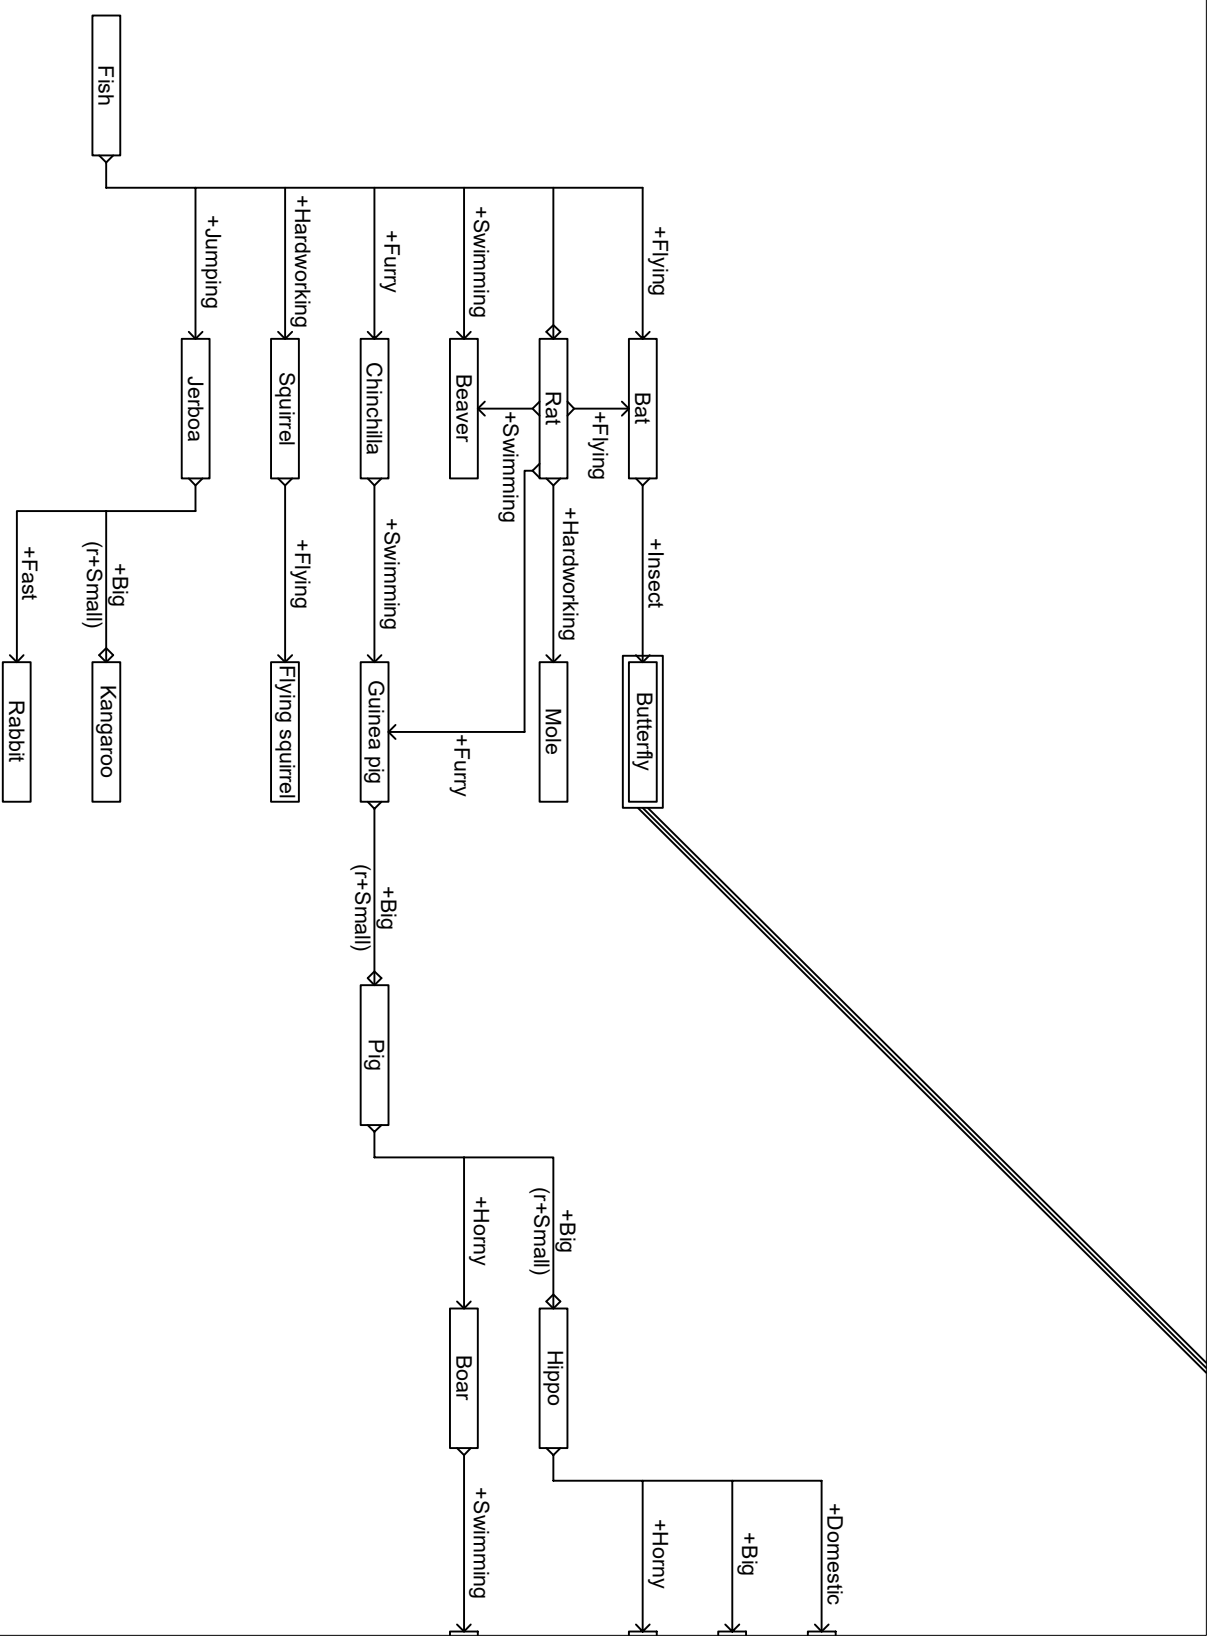 Fish
+Flying
+Swimming
+Furry
+Hardworking
+Jumping
Bat
Rat
Beaver
Chinchilla
Squirrel
Jerboa
+Flying
+Swimming
+Insect
+Hardworking
+Swimming
+Flying
+Big
(r+Small)
+Fast
Butterfly
Mole
+Furry
Guinea pig
Flying squirrel
Kangaroo
Rabbit
+Big
(r+Small)
Pig
+Big
(r+Small)
+Horny
Hippo
Boar
+Domestic
+Big
+Horny
+Swimming